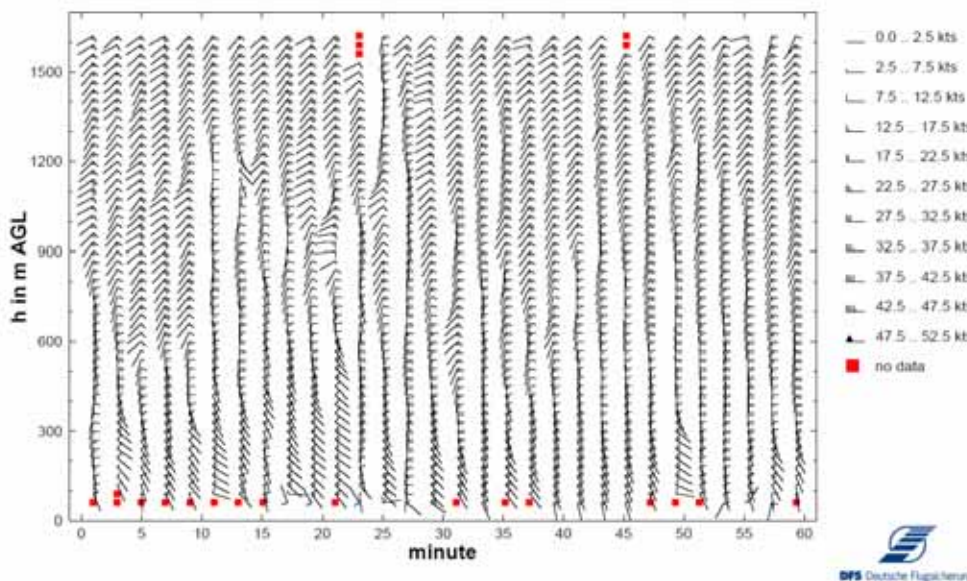 1500
1200
900
600
300
0
h in m AGL
0 5 10 15 20 25 30 35 40 45 50 55 60
minute
0.0 .. 2.5 kts
2.5 .. 7.5 kts
7.5 .. 12.5 kts
12.5 .. 17.5 kts
17.5 .. 22.5 kts
22.5 .. 27.5 kts
27.5 .. 32.5 kts
32.5 .. 37.5 kts
37.5 .. 42.5 kts
42.5 .. 47.5 kts
47.5 .. 52.5 kts
no data
DFS Deutsche Flugsicherun